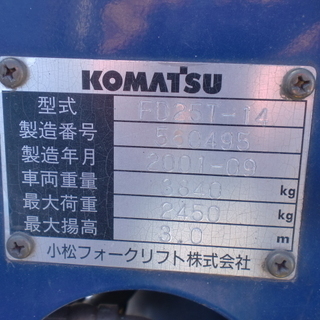 KOMATSU
型式 FD25T-14
製造番号
製造年月 2001-09
車両重量 kg
最大荷重 2450 kg
最大揚高 3.0 m
小松フォークリフト株式会社